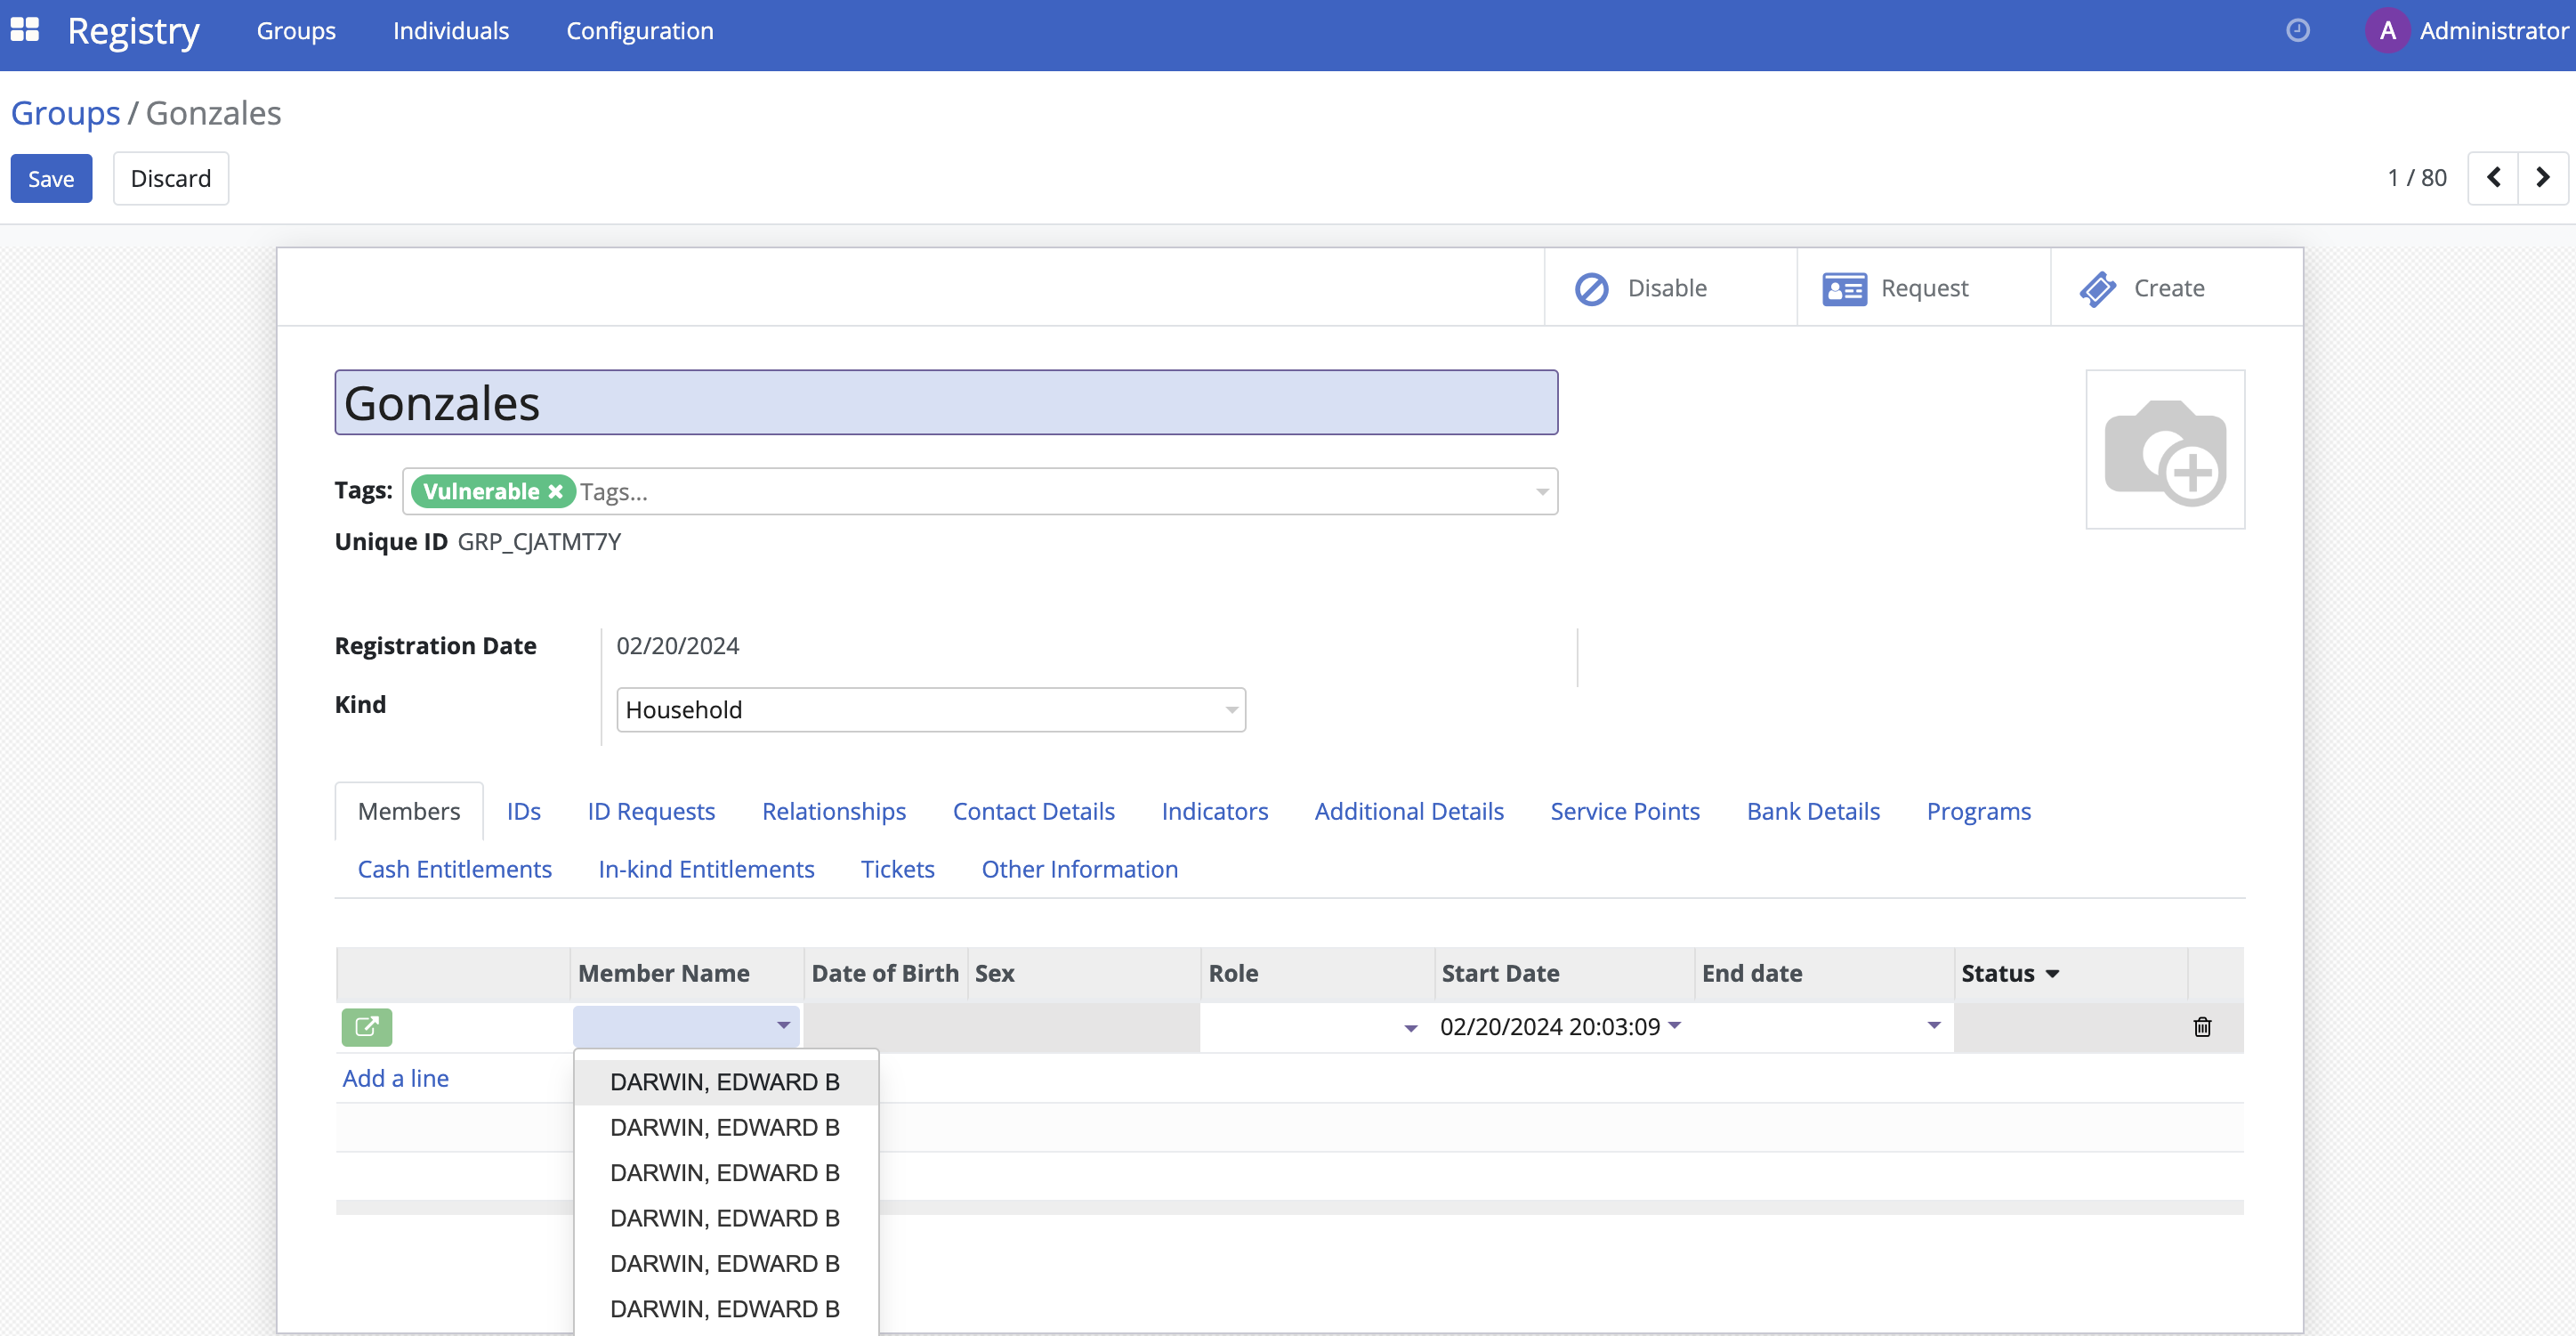 Registry Groups Individuals Configuration A Administrator
Groups / Gonzales
Save Discard 1 / 80
Disable Request Create
Gonzales
Tags: Vulnerable Tags...
Unique ID GRP_CJATMT7Y
Registration Date 02/20/2024
Kind Household
Members IDs ID Requests Relationships Contact Details Indicators Additional Details Service Points Bank Details Programs
Cash Entitlements In-kind Entitlements Tickets Other Information
Member Name Date of Birth Sex Role Start Date End date Status
02/20/2024 20:03:09
Add a line
DARWIN, EDWARD B
DARWIN, EDWARD B
DARWIN, EDWARD B
DARWIN, EDWARD B
DARWIN, EDWARD B
DARWIN, EDWARD B